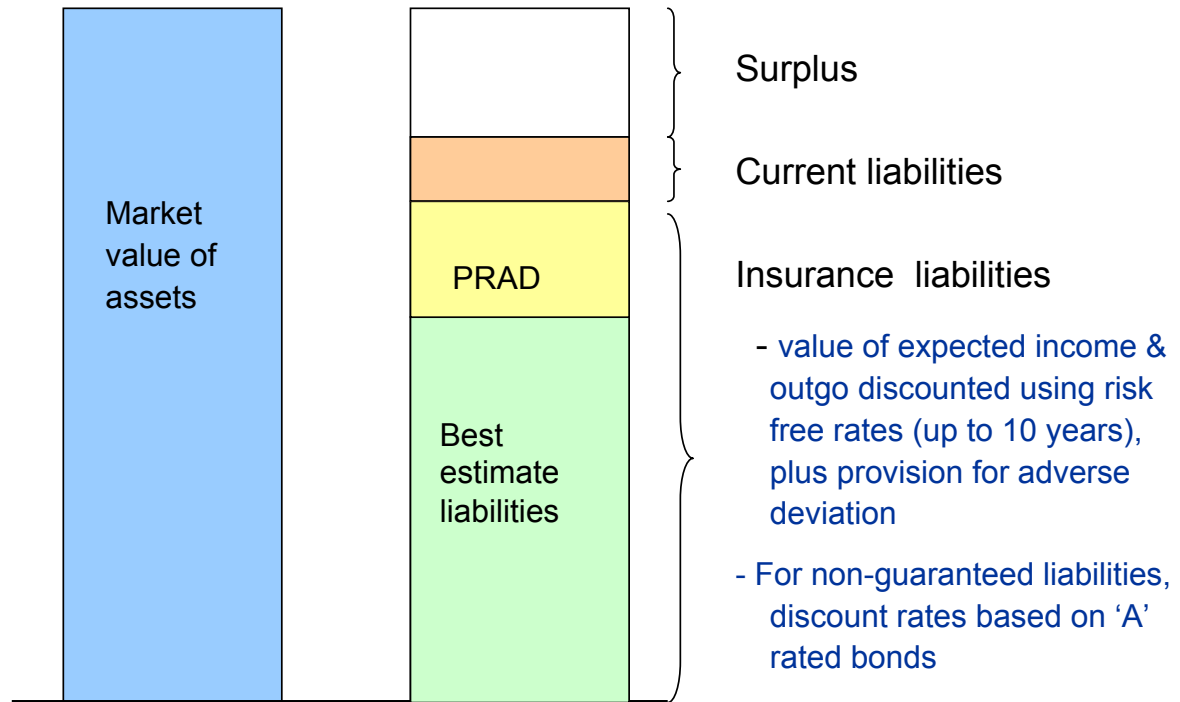 Market
value of
assets
PRAD
Best
estimate
liabilities
Surplus
Current liabilities
Insurance liabilities
- value of expected income &
outgo discounted using risk
free rates (up to 10 years),
plus provision for adverse
deviation
- For non-guaranteed liabilities,
discount rates based on ‘A’
rated bonds